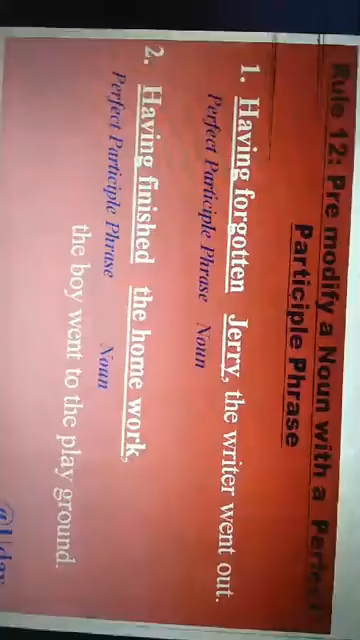 Rule 12: Pre modify a Noun with a Perfect
Participle Phrase
1. Having forgotten Jerry, the writer went out.
Perfect Participle Phrase Noun
2. Having finished the home work,
Perfect Participle Phrase Noun
the boy went to the play ground.